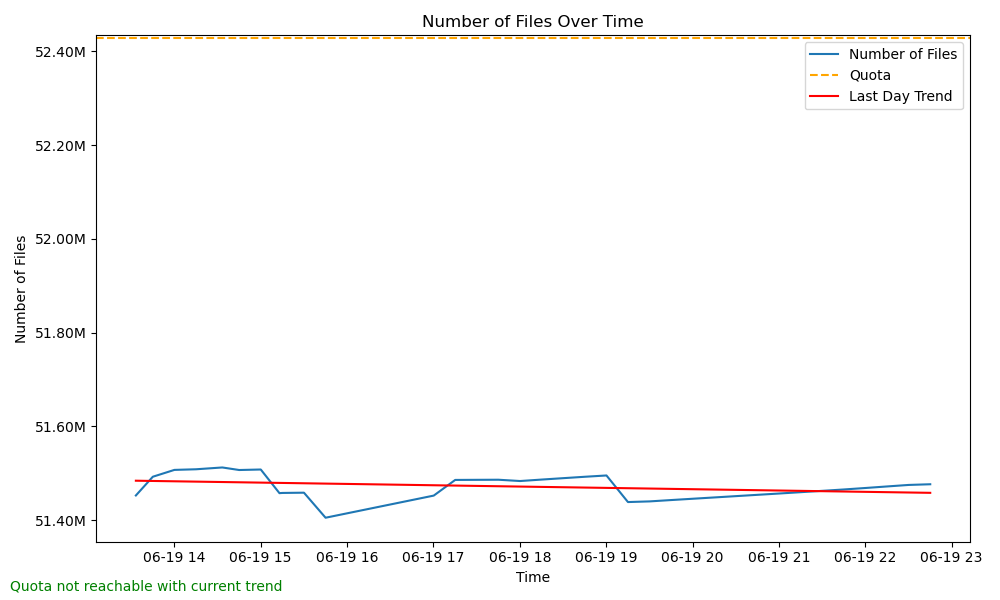 Number of Files Over Time
Number of Files
Quota
Last Day Trend
52.40M
52.20M
52.00M
51.80M
51.60M
51.40M
Number of Files
06-19 14 06-19 15 06-19 16 06-19 17 06-19 18 06-19 19 06-19 20 06-19 21 06-19 22 06-19 23
Time
Quota not reachable with current trend